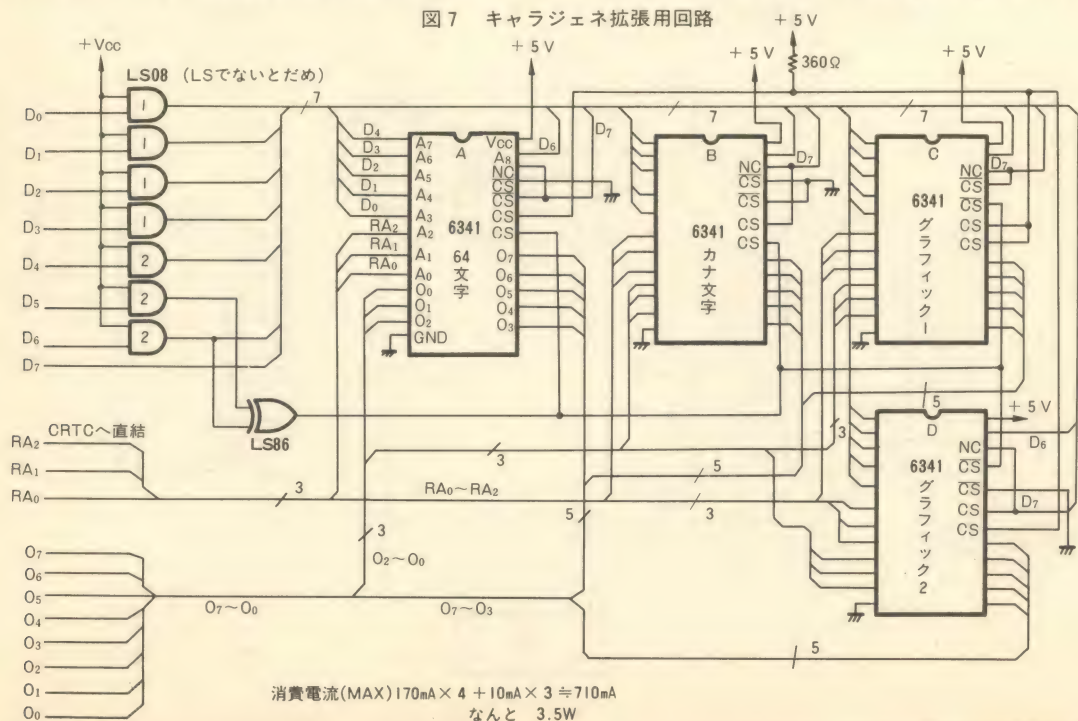 図7 キャラジェネ拡張用回路
+Vcc
LS08 (LSでないとだめ)
D0
D1
D2
D3
D4
D5
D6
D7
1
1
1
1
2
2
2
LS86
7
+5V
D4
D3
D2
D1
D0
RA2
RA1
RA0
A7
A6
A5
A4
A3
A2
A1
A0
O0
O1
O2
GND
A
6341
64文字
Vcc
A8
NC
CS
CS
CS
CS
O7
O6
O5
O4
O3
D6
D7
7
+5V
B
6341
カナ文字
NC
CS
CS
CS
CS
D7
+5V
360Ω
7
+5V
C
6341
グラフィック1
NC
CS
CS
CS
CS
D7
5
3
D
6341
グラフィック2
+5V
NC
CS
CS
CS
CS
D6
D7
CRTCへ直結
RA2
RA1
RA0
3
RA0~RA2
3
3
5
5
3
O2~O0
O7
O6
O5
O4
O3
O2
O1
O0
O7~O0
O7~O3
5
消費電流(MAX)170mA×4+10mA×3≒710mA
なんと 3.5W